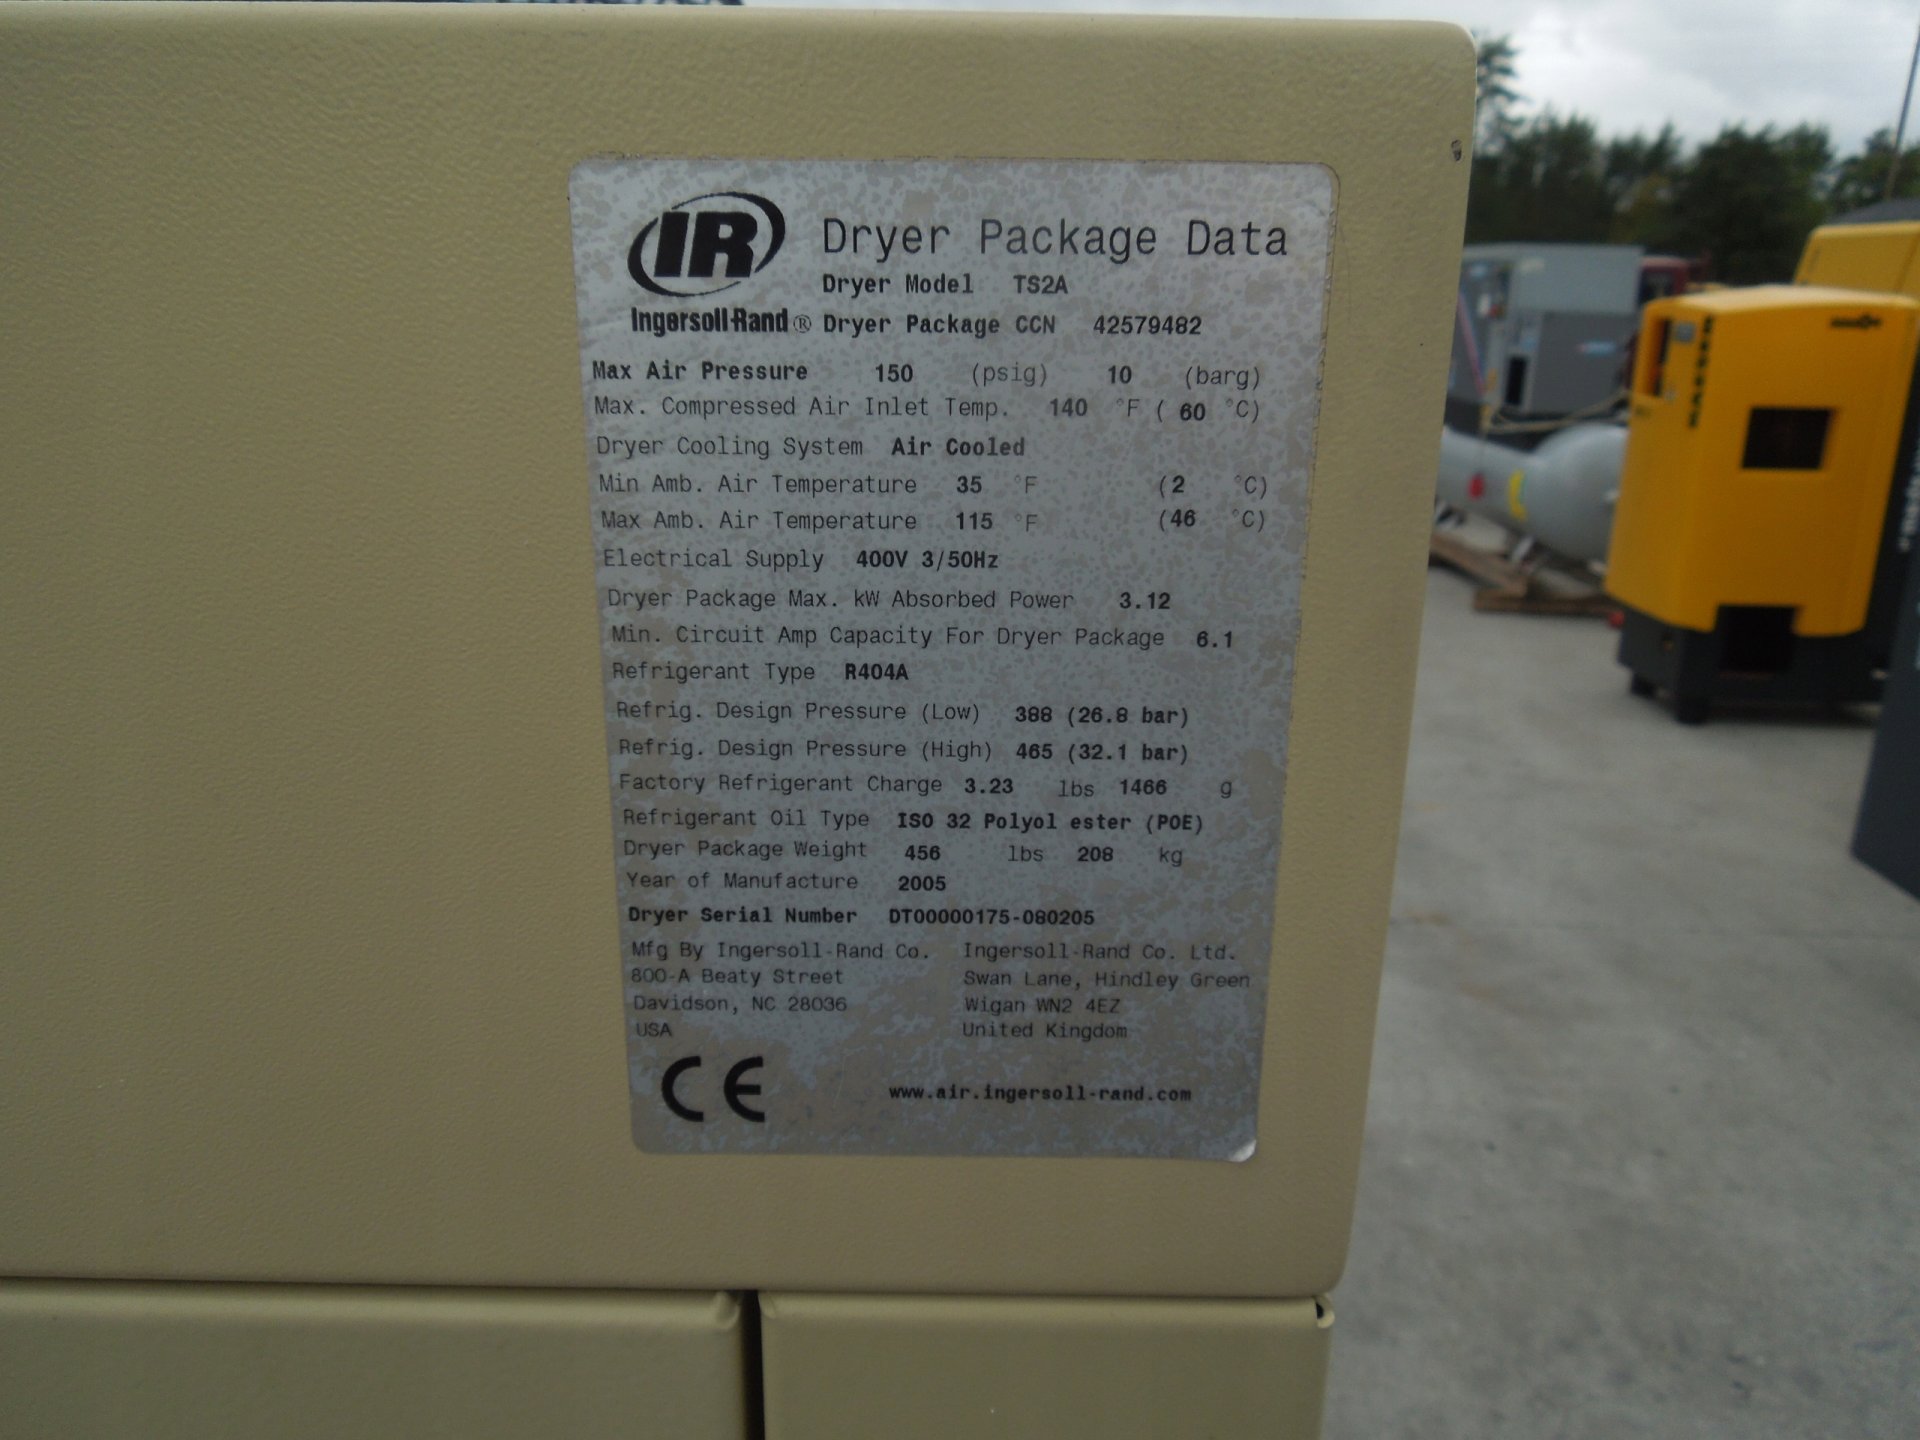 IR Dryer Package Data
Dryer Model TS2A
Ingersoll-Rand® Dryer Package CCN 42579482
Max Air Pressure 150 (psig) 10 (barg)
Max. Compressed Air Inlet Temp. 140 °F ( 60 °C)
Dryer Cooling System Air Cooled
Min Amb. Air Temperature 35 °F (2 °C)
Max Amb. Air Temperature 115 °F (46 °C)
Electrical Supply 400V 3/50Hz
Dryer Package Max. kW Absorbed Power 3.12
Min. Circuit Amp Capacity For Dryer Package 6.1
Refrigerant Type R404A
Refrig. Design Pressure (Low) 388 (26.8 bar)
Refrig. Design Pressure (High) 465 (32.1 bar)
Factory Refrigerant Charge 3.23 lbs 1466 g
Refrigerant Oil Type ISO 32 Polyol ester (POE)
Dryer Package Weight 456 lbs 208 kg
Year of Manufacture 2005
Dryer Serial Number DT00000175-080205
Mfg By Ingersoll-Rand Co. Ingersoll-Rand Co. Ltd.
800-A Beaty Street Swan Lane, Hindley Green
Davidson, NC 28036 Wigan WN2 4EZ
USA United Kingdom
CE www.air.ingersoll-rand.com
KAESER